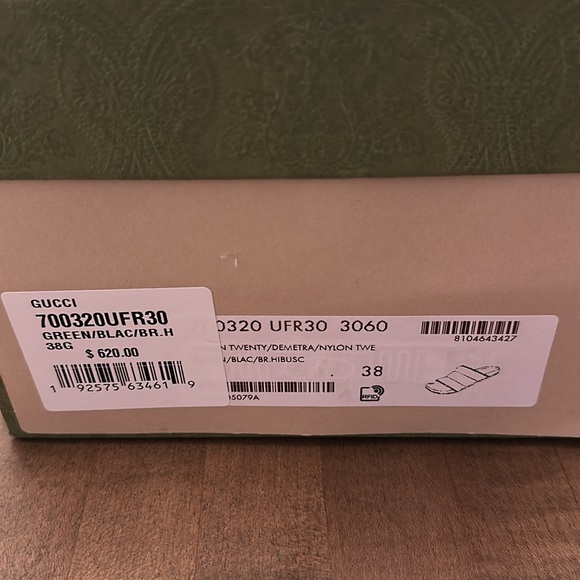 GUCCI
700320UFR30
GREEN/BLAC/BR.H
38G
$ 620.00
1 92575 63461 9
0320 UFR30 3060
8104643427
N TWENTY/DEMETRA/NYLON TWE
/BLAC/BR.HIBUSC
. 38
RFID
05079A